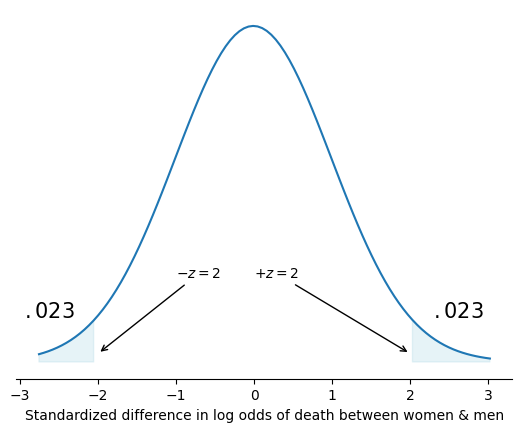 −z = 2 +z = 2
.023 .023
−3 −2 −1 0 1 2 3
Standardized difference in log odds of death between women & men